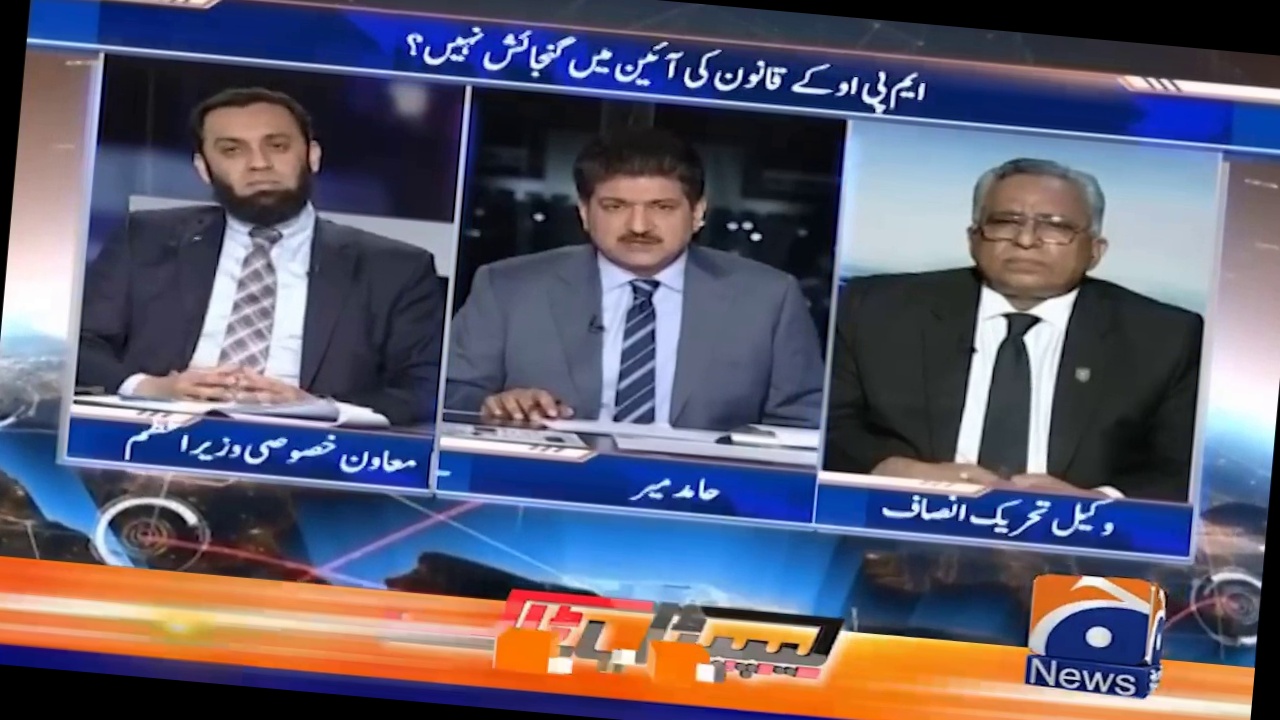 ایم پی او کے قانون کی آئین میں گنجائش نہیں؟
وکیل تحریک انصاف
حامد میر
معاون خصوصی وزیراعظم
News